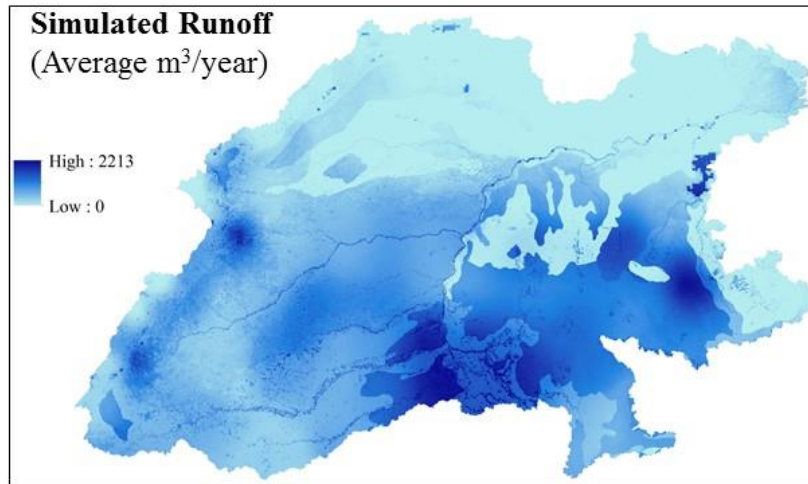 Simulated Runoff
(Average m³/year)
High : 2213
Low : 0